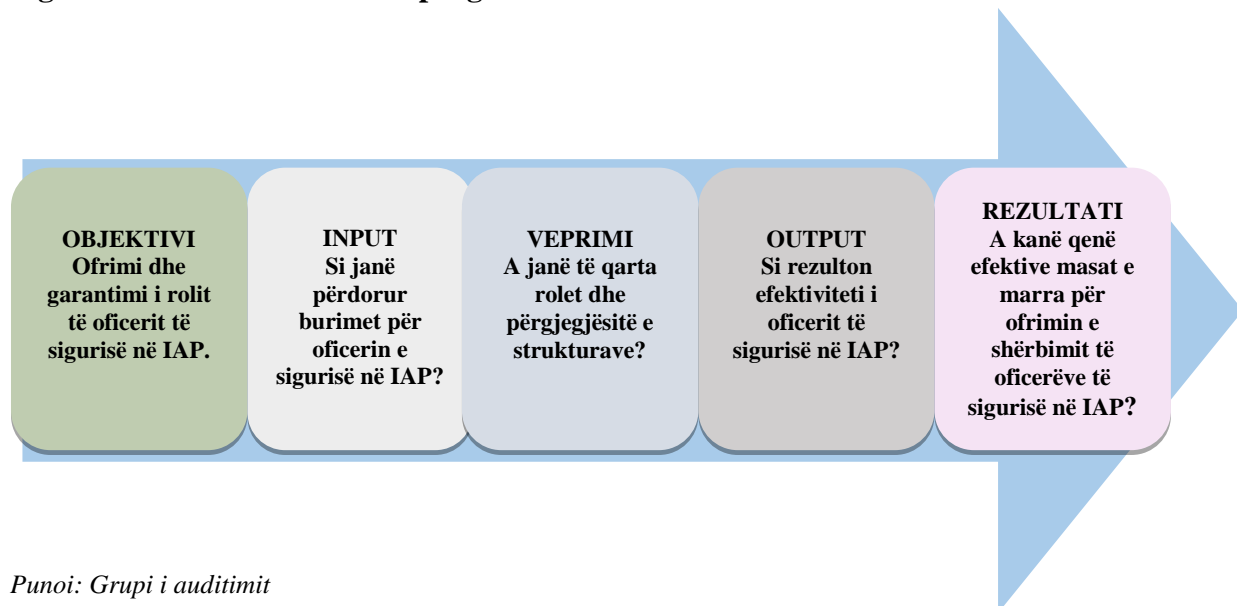 OBJEKTIVI
Ofrimi dhe
garantimi i rolit
të oficerit të
sigurisë në IAP.
INPUT
Si janë
përdorur
burimet për
oficerin e
sigurisë në IAP?
VEPRIMI
A janë të qarta
rolet dhe
përgjegjësitë e
strukturave?
OUTPUT
Si rezulton
efektiviteti i
oficerit të
sigurisë në IAP?
REZULTATI
A kanë qenë
efektive masat e
marra për
ofrimin e
shërbimit të
oficerëve të
sigurisë në IAP?
Punoi: Grupi i auditimit